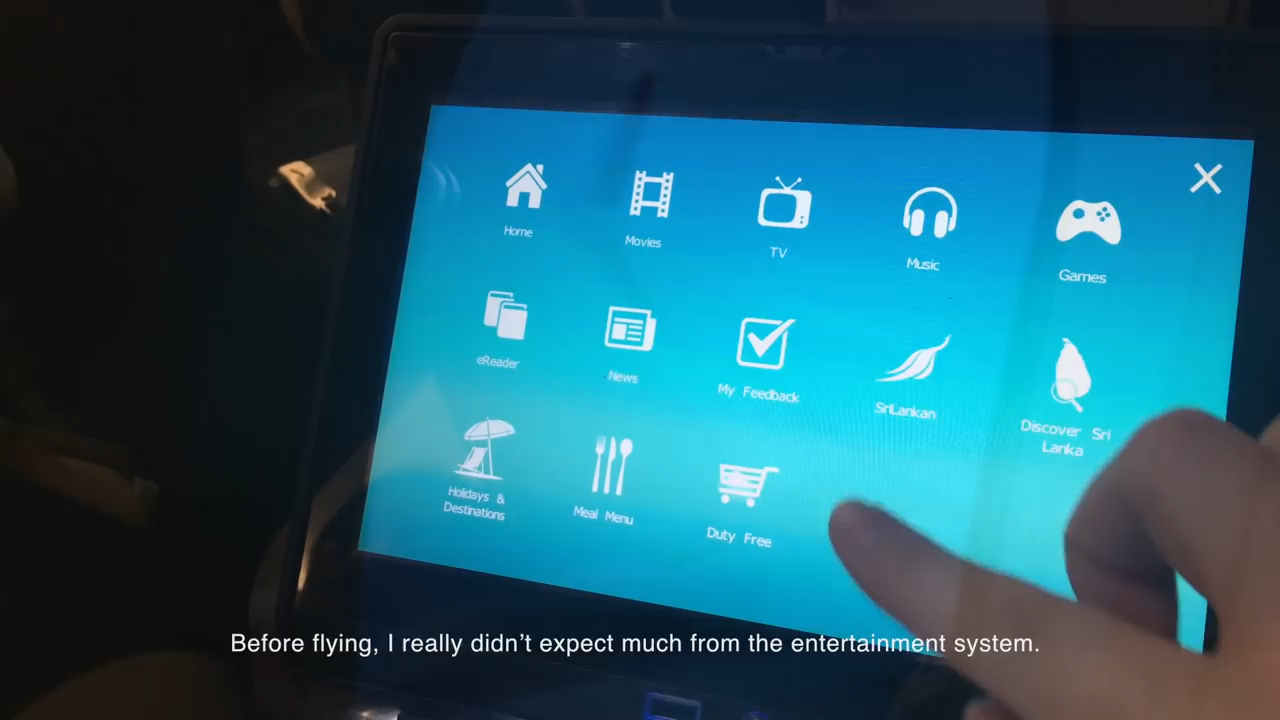 Home
Movies
TV
Music
Games
eReader
News
My Feedback
SriLankan
Discover Sri
Lanka
Holidays &
Destinations
Meal Menu
Duty Free
Before flying, I really didn’t expect much from the entertainment system.